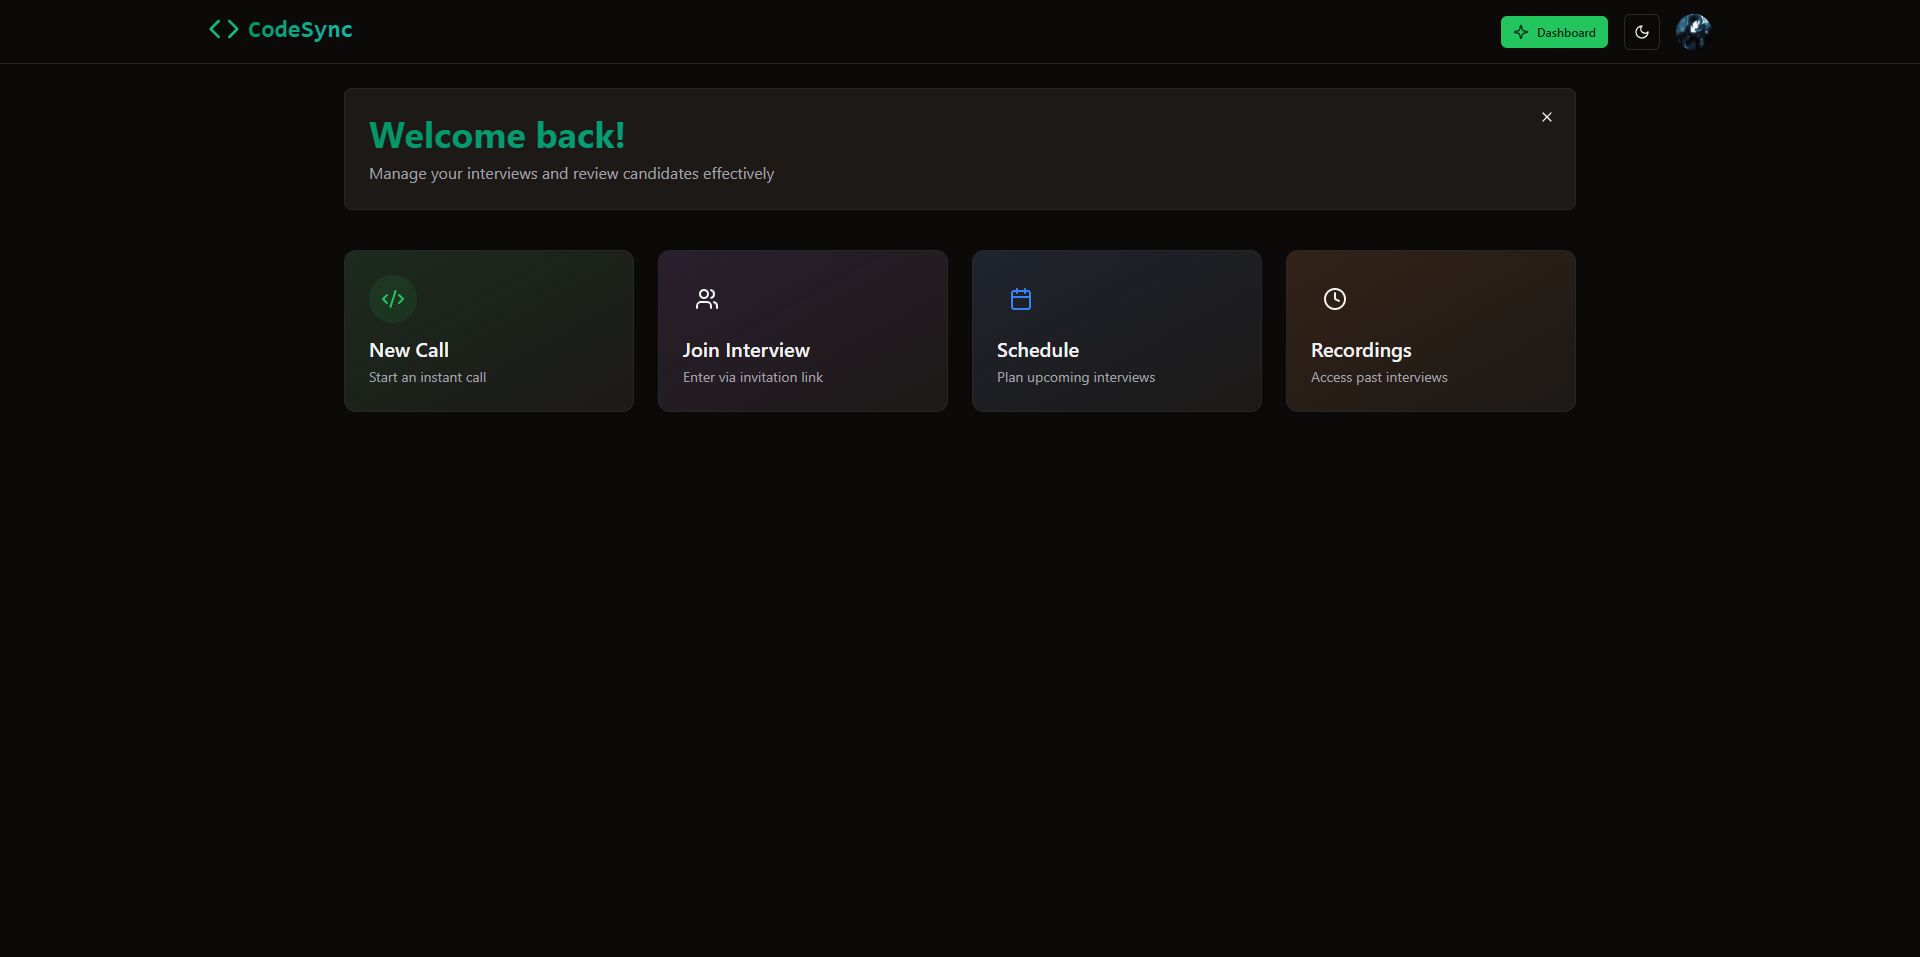 CodeSync
Dashboard
Welcome back!
Manage your interviews and review candidates effectively
New Call
Start an instant call
Join Interview
Enter via invitation link
Schedule
Plan upcoming interviews
Recordings
Access past interviews